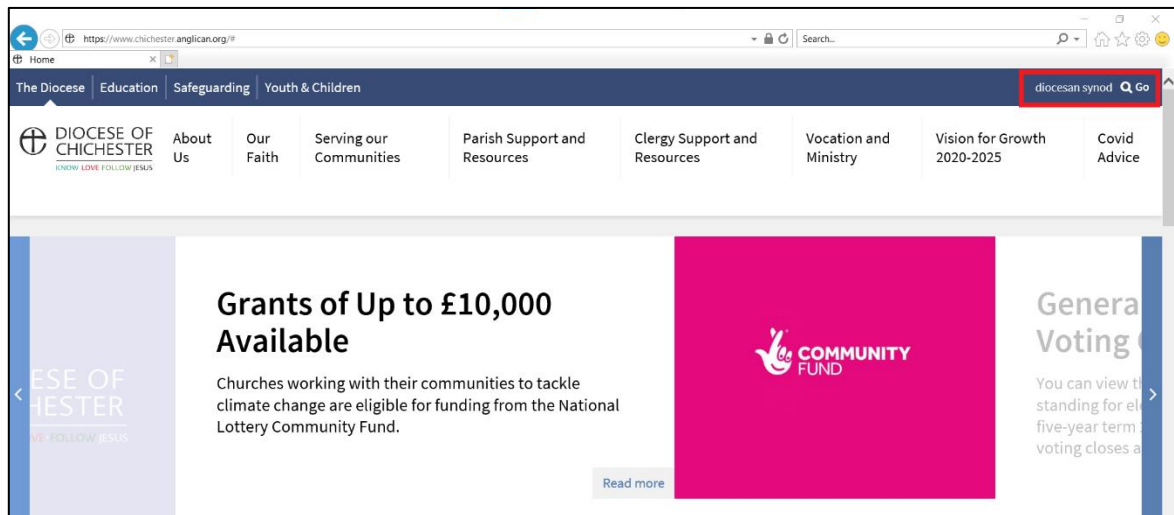 https://www.chichester.anglican.org/#
Search...
Home
The Diocese Education Safeguarding Youth & Children
diocesan synod Go
DIOCESE OF
CHICHESTER
KNOW LOVE FOLLOW JESUS
About
Us
Our
Faith
Serving our
Communities
Parish Support and
Resources
Clergy Support and
Resources
Vocation and
Ministry
Vision for Growth
2020-2025
Covid
Advice
ESE OF
HESTER
VE FOLLOW JESUS
Grants of Up to £10,000
Available
Churches working with their communities to tackle
climate change are eligible for funding from the National
Lottery Community Fund.
Read more
COMMUNITY
FUND
Genera
Voting
You can view th
standing for ele
five-year term
voting closes a